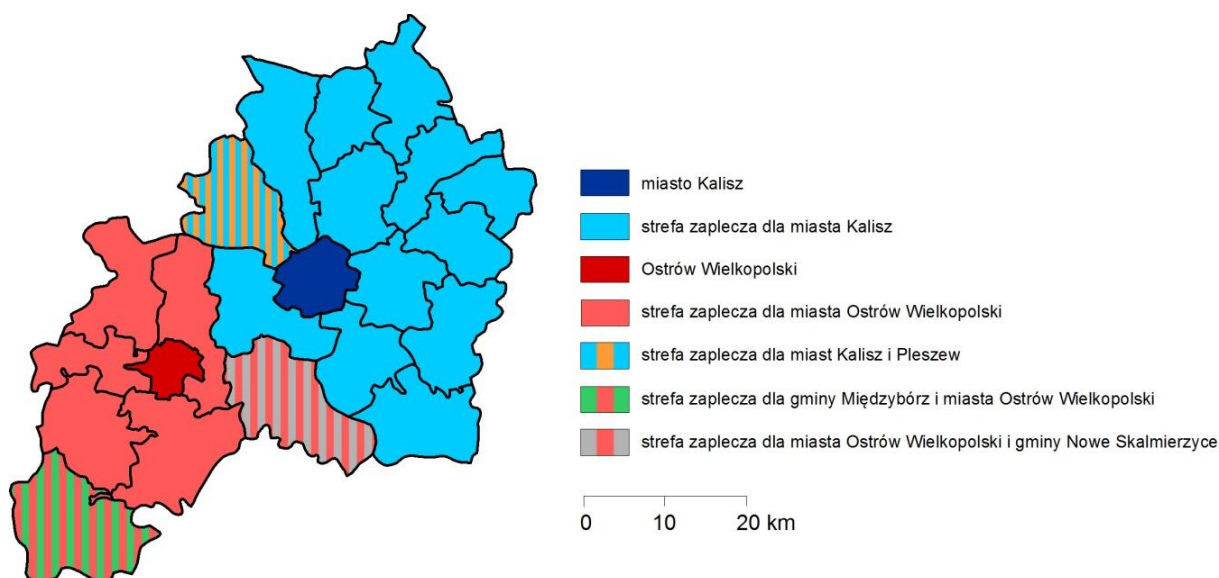 miasto Kalisz
strefa zaplecza dla miasta Kalisz
Ostrów Wielkopolski
strefa zaplecza dla miasta Ostrów Wielkopolski
strefa zaplecza dla miast Kalisz i Pleszew
strefa zaplecza dla gminy Międzybórz i miasta Ostrów Wielkopolski
strefa zaplecza dla miasta Ostrów Wielkopolski i gminy Nowe Skalmierzyce
0 10 20 km